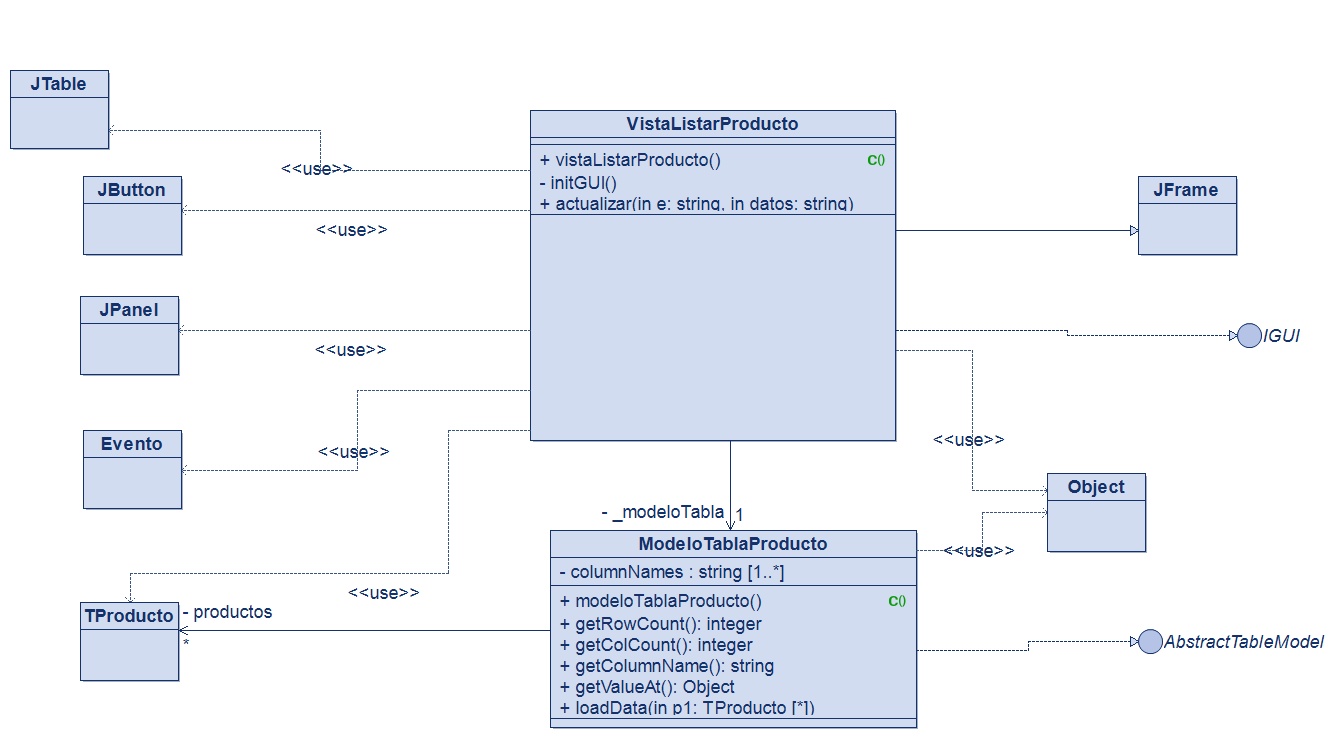 JTable
VistaListarProducto
+ vistaListarProducto()
C()
<<use>>
JButton
- initGUI()
JFrame
+ actualizar(in e: string, in datos: string)
<<use>>
JPanel
IGUI
<<use>>
Evento
<<use>>
<<use>>
Object
- _modeloTabla
1
ModeloTablaProducto
<<use>>
- columnNames : string [1..*]
<<use>>
TProducto
- productos
*
+ modeloTablaProducto()
C()
+ getRowCount(): integer
+ getColCount(): integer
AbstractTableModel
+ getColumnName(): string
+ getValueAt(): Object
+ loadData(in p1: TProducto [*])